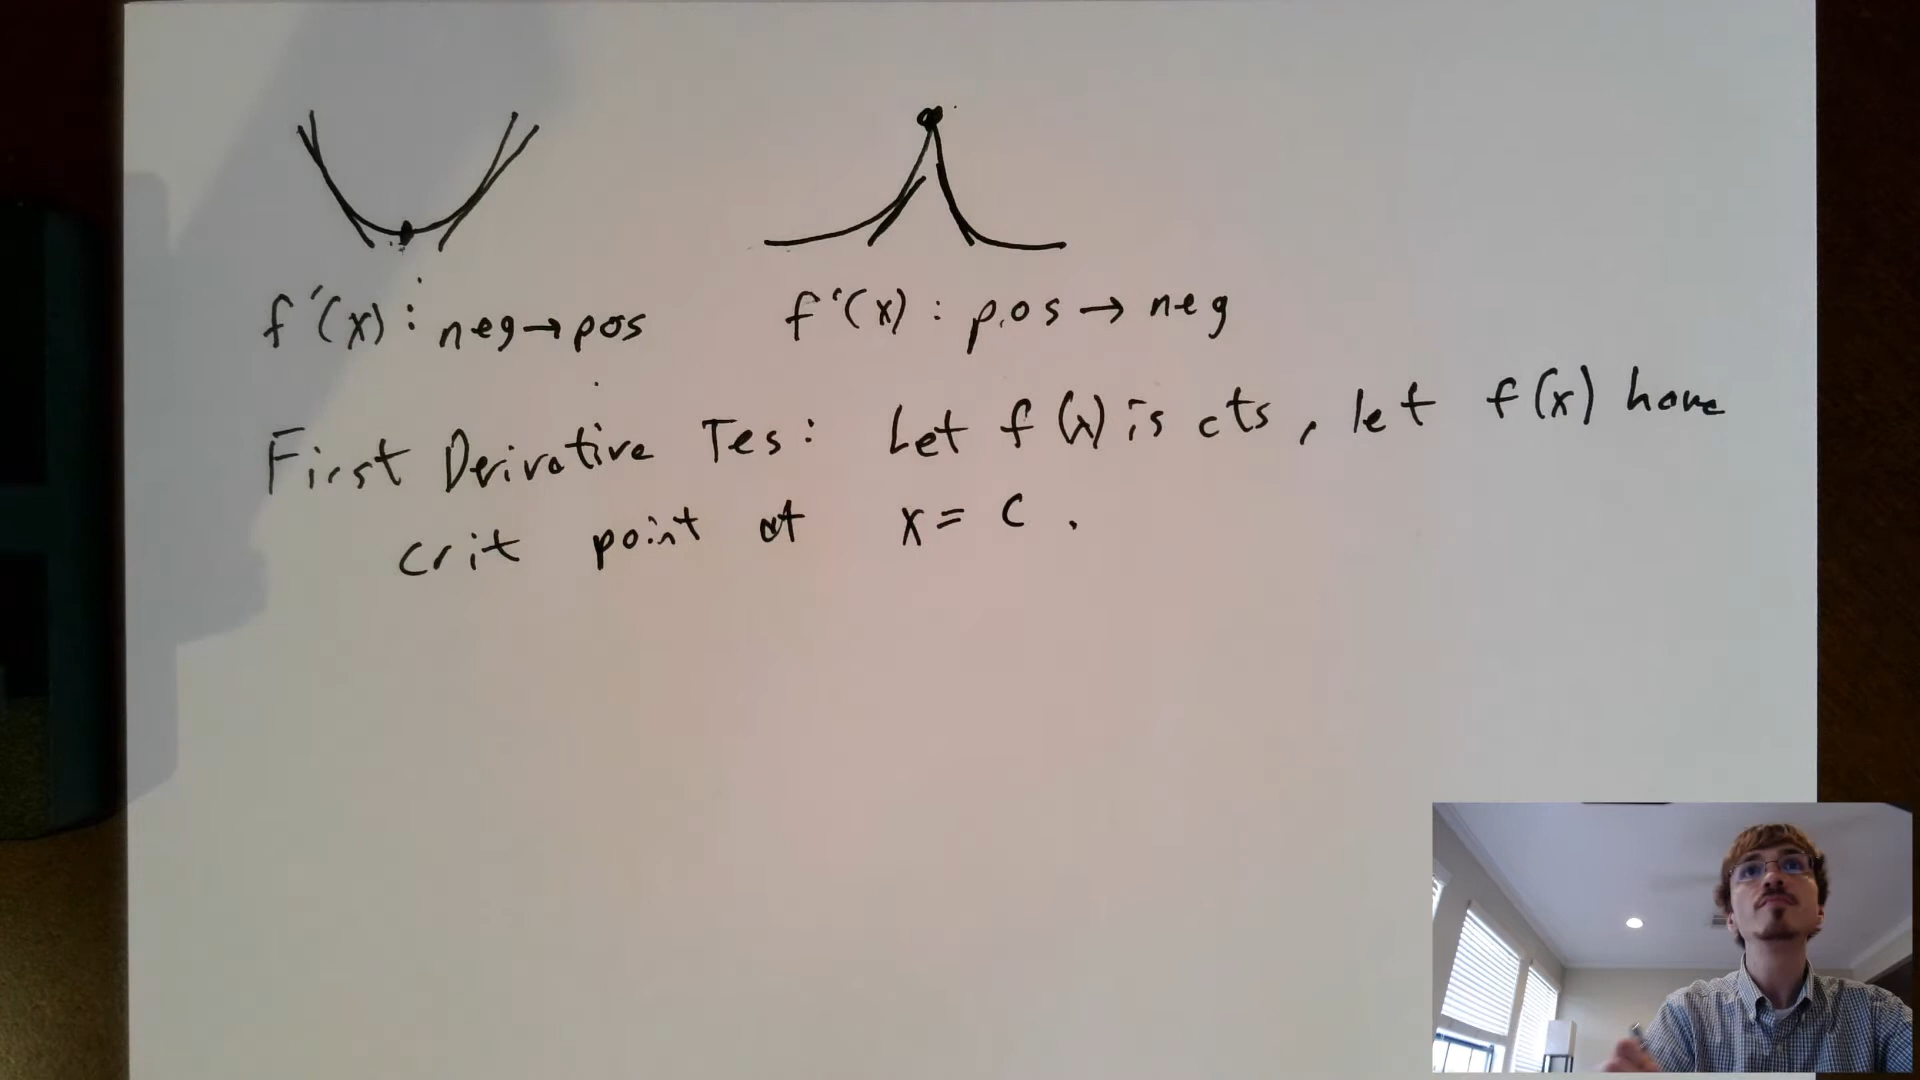 f'(x): neg→pos
f'(x): pos → neg
First Derivative Tes: Let f(x) is cts, let f(x) have
crit point at x = c.